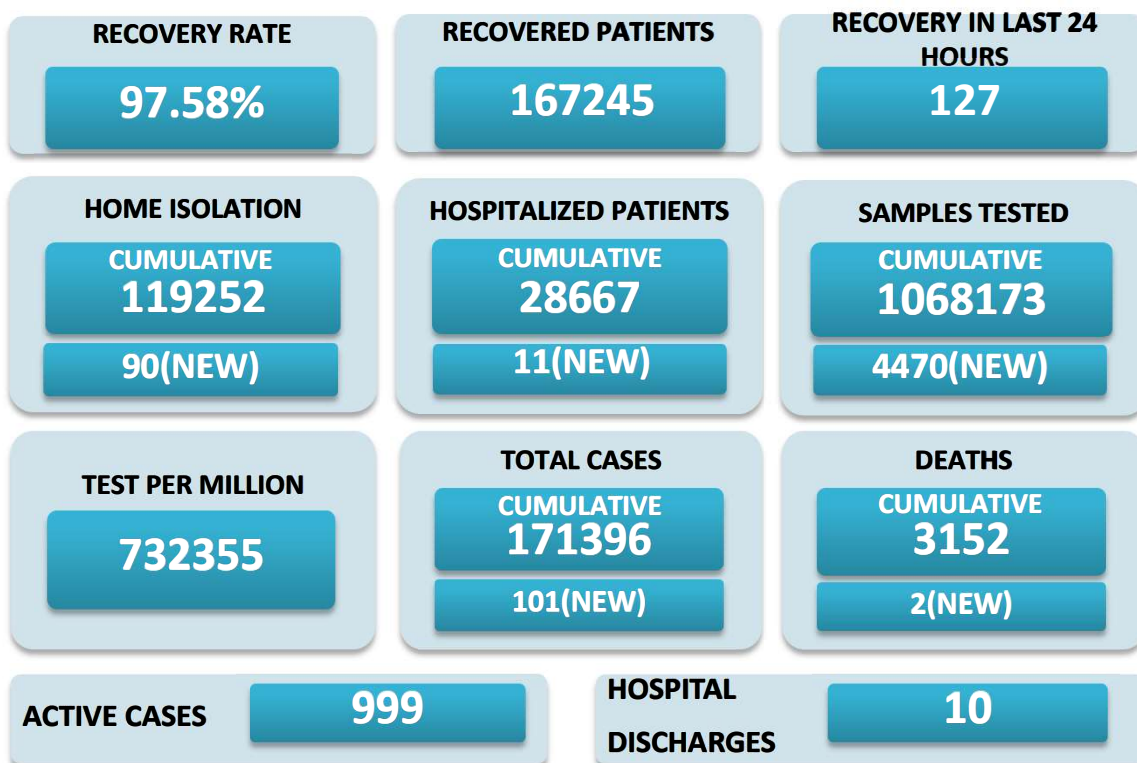 RECOVERY RATE
97.58%
RECOVERED PATIENTS
167245
RECOVERY IN LAST 24
HOURS
127
HOME ISOLATION
CUMULATIVE
119252
90(NEW)
HOSPITALIZED PATIENTS
CUMULATIVE
28667
11(NEW)
SAMPLES TESTED
CUMULATIVE
1068173
4470(NEW)
TEST PER MILLION
732355
TOTAL CASES
CUMULATIVE
171396
101(NEW)
DEATHS
CUMULATIVE
3152
2(NEW)
ACTIVE CASES
999
HOSPITAL
DISCHARGES
10